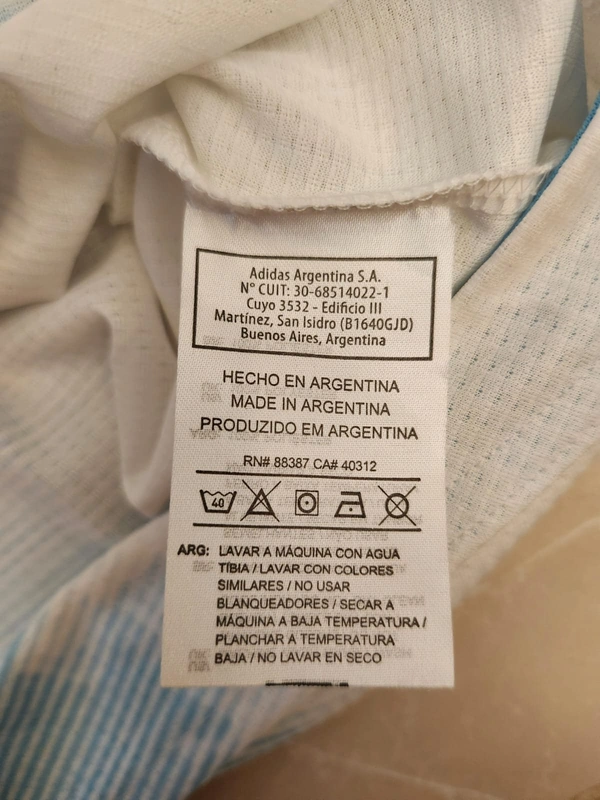 Adidas Argentina S.A.
N° CUIT: 30-68514022-1
Cuyo 3532 - Edificio III
Martínez, San Isidro (B1640GJD)
Buenos Aires, Argentina
HECHO EN ARGENTINA
MADE IN ARGENTINA
PRODUZIDO EM ARGENTINA
RN# 88387 CA# 40312
40
ARG: LAVAR A MÁQUINA CON AGUA
TÍBIA / LAVAR CON COLORES
SIMILARES / NO USAR
BLANQUEADORES / SECAR A
MÁQUINA A BAJA TEMPERATURA /
PLANCHAR A TEMPERATURA
BAJA / NO LAVAR EN SECO